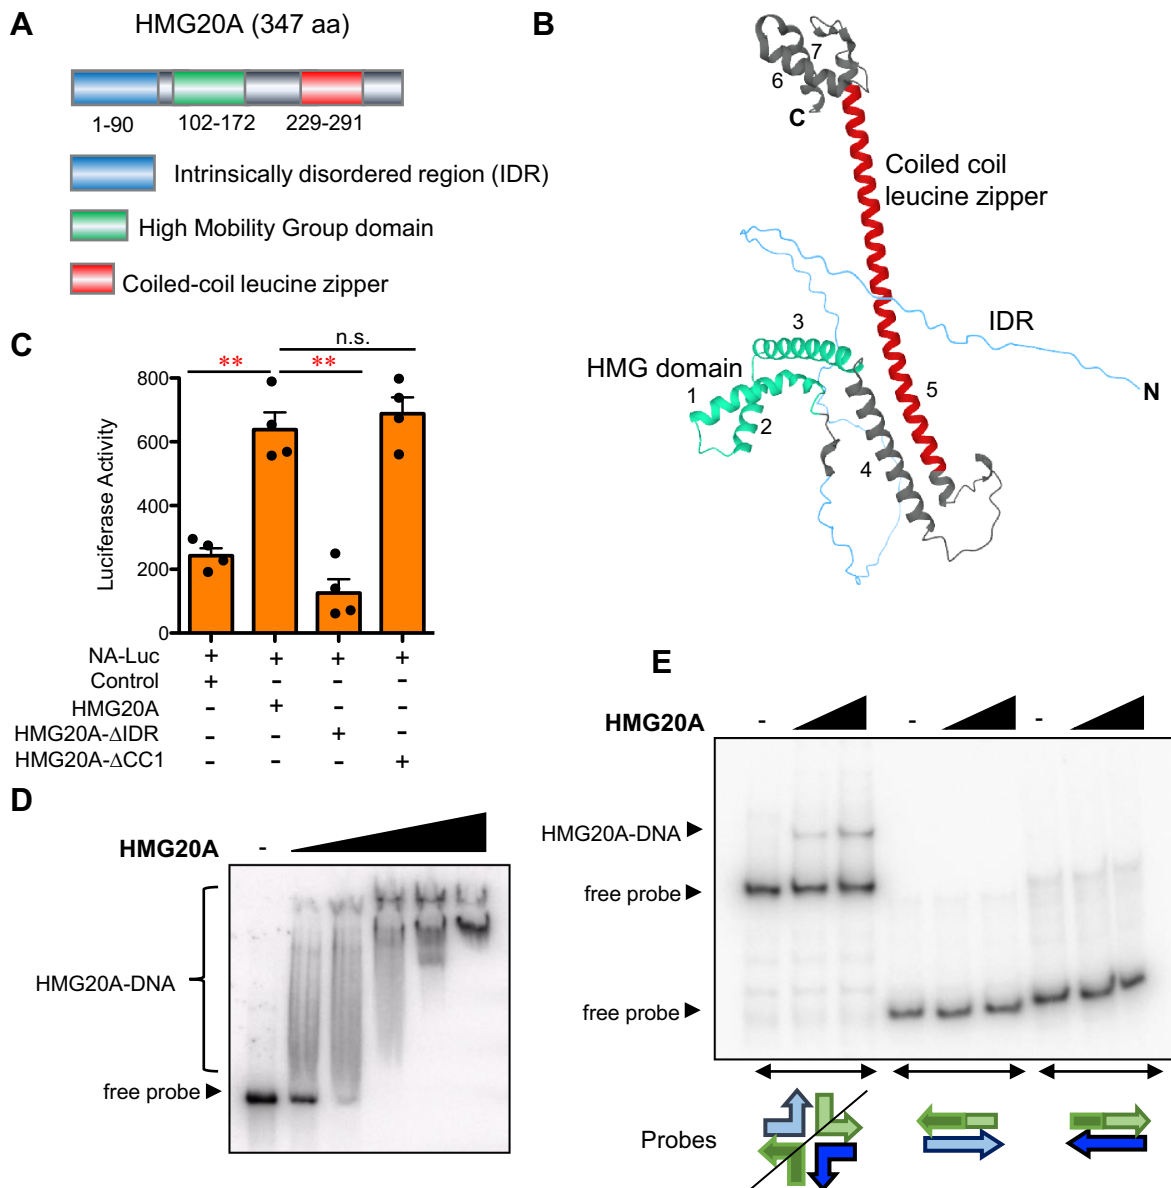 A
HMG20A (347 aa)
1-90
102-172
229-291
Intrinsically disordered region (IDR)
High Mobility Group domain
Coiled-coil leucine zipper
B
7
6
C
Coiled coil
leucine zipper
IDR
N
3
HMG domain
1
2
5
4
C
n.s.
**
**
Luciferase Activity
800
600
400
200
0
NA-Luc + + + +
Control + - - -
HMG20A - + - -
HMG20A-ΔIDR - - + -
HMG20A-ΔCC1 - - - +
D
HMG20A
-
HMG20A-DNA
free probe
E
HMG20A
- - -
HMG20A-DNA
free probe
free probe
Probes